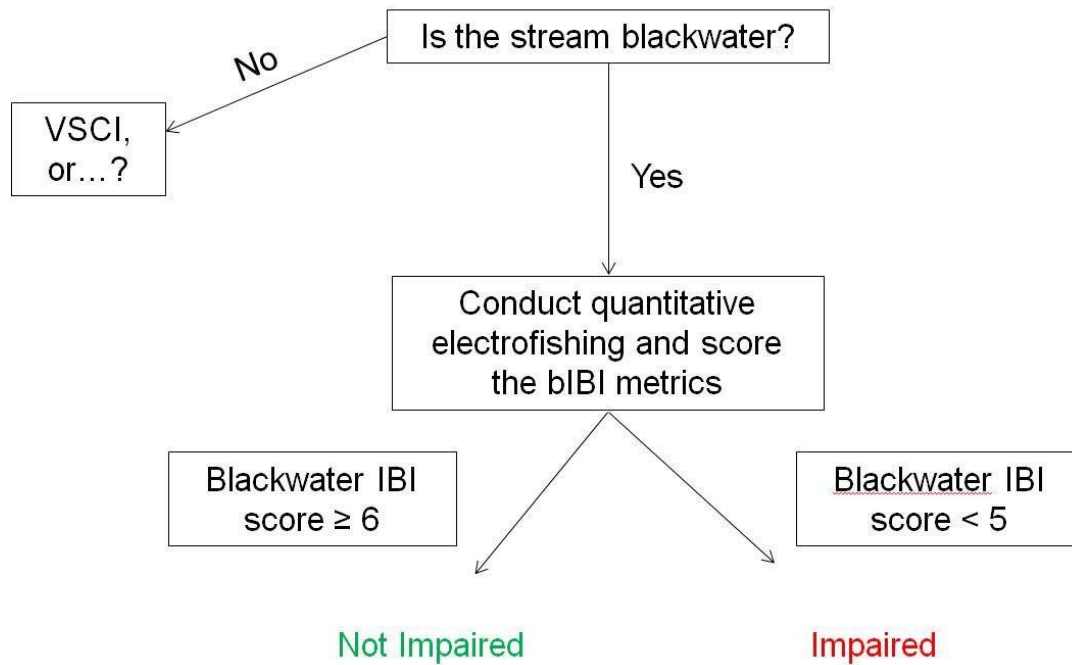 Is the stream blackwater?
No
VSCI,
or…?
Yes
Conduct quantitative
electrofishing and score
the bIBI metrics
Blackwater IBI
score ≥ 6
Blackwater IBI
score < 5
Not Impaired
Impaired